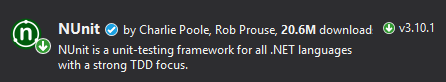 NUnit by Charlie Poole, Rob Prouse, 20.6M download v3.10.1
NUnit is a unit-testing framework for all .NET languages
with a strong TDD focus.